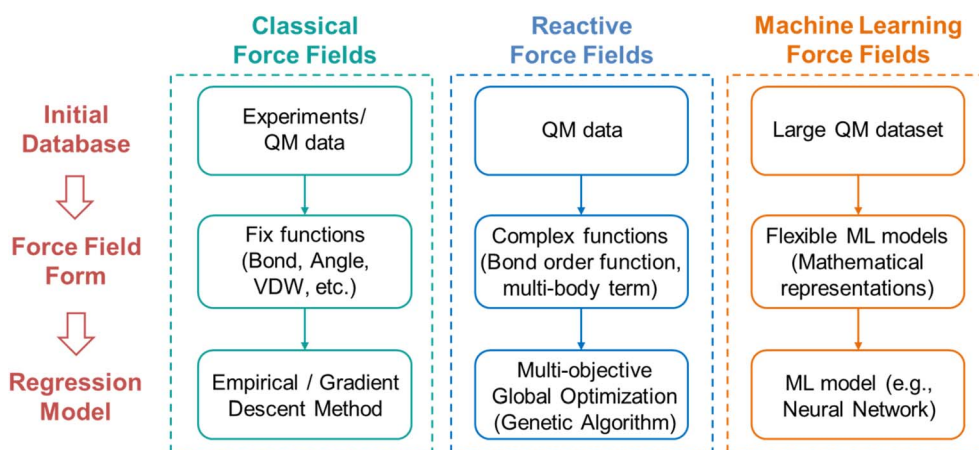 Classical
Force Fields
Reactive
Force Fields
Machine Learning
Force Fields
Initial
Database
Experiments/
QM data
QM data
Large QM dataset
Force Field
Form
Fix functions
(Bond, Angle,
VDW, etc.)
Complex functions
(Bond order function,
multi-body term)
Flexible ML models
(Mathematical
representations)
Regression
Model
Empirical / Gradient
Descent Method
Multi-objective
Global Optimization
(Genetic Algorithm)
ML model (e.g.,
Neural Network)